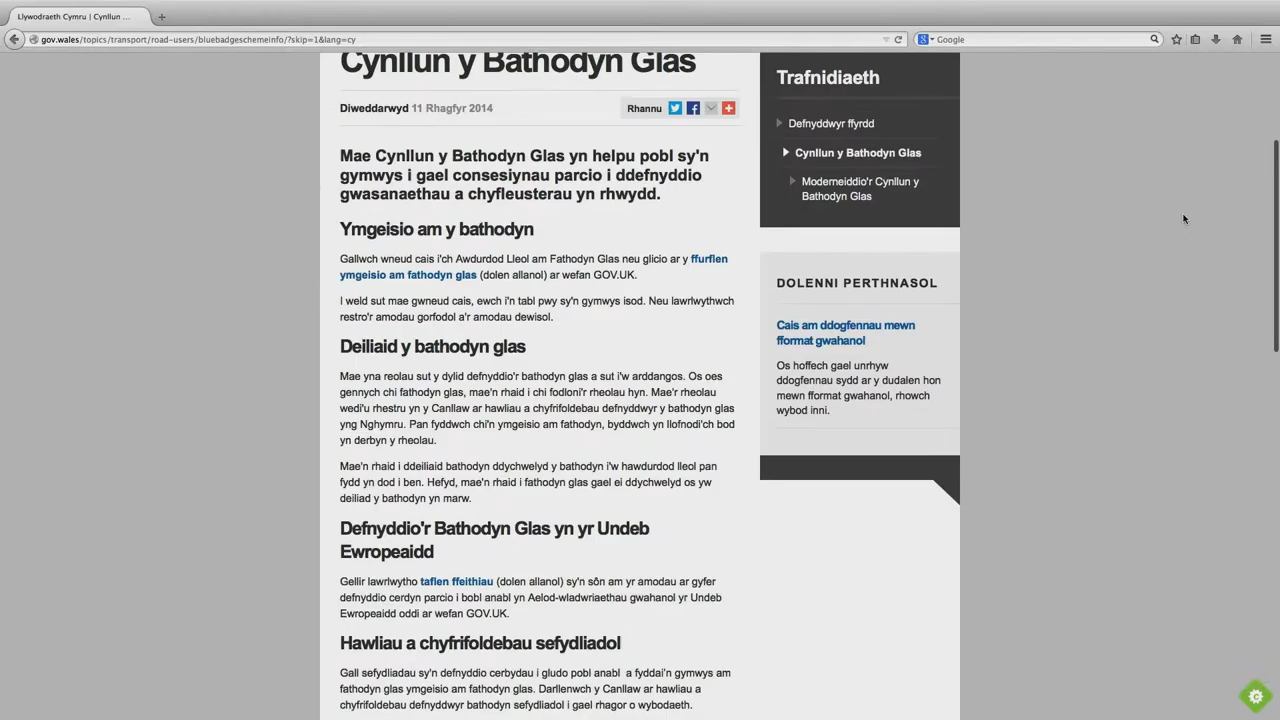 Llywodraeth Cymru | Cynllun ...
gov.wales/topics/transport/road-users/bluebadgeschemeinfo/?skip=1&lang=cy
Google
Cynllun y Bathodyn Glas
Diweddarwyd 11 Rhagfyr 2014
Rhannu
Mae Cynllun y Bathodyn Glas yn helpu pobl sy'n
gymwys i gael consesiynau parcio i ddefnyddio
gwasanaethau a chyfleusterau yn rhwydd.
Ymgeisio am y bathodyn
Gallwch wneud cais i'ch Awdurdod Lleol am Fathodyn Glas neu glicio ar y ffurflen
ymgeisio am fathodyn glas (dolen allanol) ar wefan GOV.UK.
I weld sut mae gwneud cais, ewch i'n tabl pwy sy'n gymwys isod. Neu lawrlwythwch
restro'r amodau gorfodol a'r amodau dewisol.
Deiliaid y bathodyn glas
Mae yna reolau sut y dylid defnyddio'r bathodyn glas a sut i'w arddangos. Os oes
gennych chi fathodyn glas, mae'n rhaid i chi fodloni'r rheolau hyn. Mae'r rheolau
wedi'u rhestru yn y Canllaw ar hawliau a chyfrifoldebau defnyddwyr y bathodyn glas
yng Nghymru. Pan fyddwch chi'n ymgeisio am fathodyn, byddwch yn llofnodi'ch bod
yn derbyn y rheolau.
Mae'n rhaid i ddeiliaid bathodyn ddychwelyd y bathodyn i'w hawdurdod lleol pan
fydd yn dod i ben. Hefyd, mae'n rhaid i fathodyn glas gael ei ddychwelyd os yw
deiliad y bathodyn yn marw.
Defnyddio'r Bathodyn Glas yn yr Undeb
Ewropeaidd
Gellir lawrlwytho taflen ffeithiau (dolen allanol) sy'n sôn am yr amodau ar gyfer
defnyddio cerdyn parcio i bobl anabl yn Aelod-wladwriaethau gwahanol yr Undeb
Ewropeaidd oddi ar wefan GOV.UK.
Hawliau a chyfrifoldebau sefydliadol
Gall sefydliadau sy'n defnyddio cerbydau i gludo pobl anabl a fyddai'n gymwys am
fathodyn glas ymgeisio am fathodyn glas. Darllenwch y Canllaw ar hawliau a
chyfrifoldebau defnyddwyr bathodyn sefydliadol i gael rhagor o wybodaeth.
Trafnidiaeth
Defnyddwyr ffyrdd
Cynllun y Bathodyn Glas
Moderneiddio'r Cynllun y
Bathodyn Glas
DOLENNI PERTHNASOL
Cais am ddogfennau mewn
fformat gwahanol
Os hoffech gael unrhyw
ddogfennau sydd ar y dudalen hon
mewn fformat gwahanol, rhowch
wybod inni.